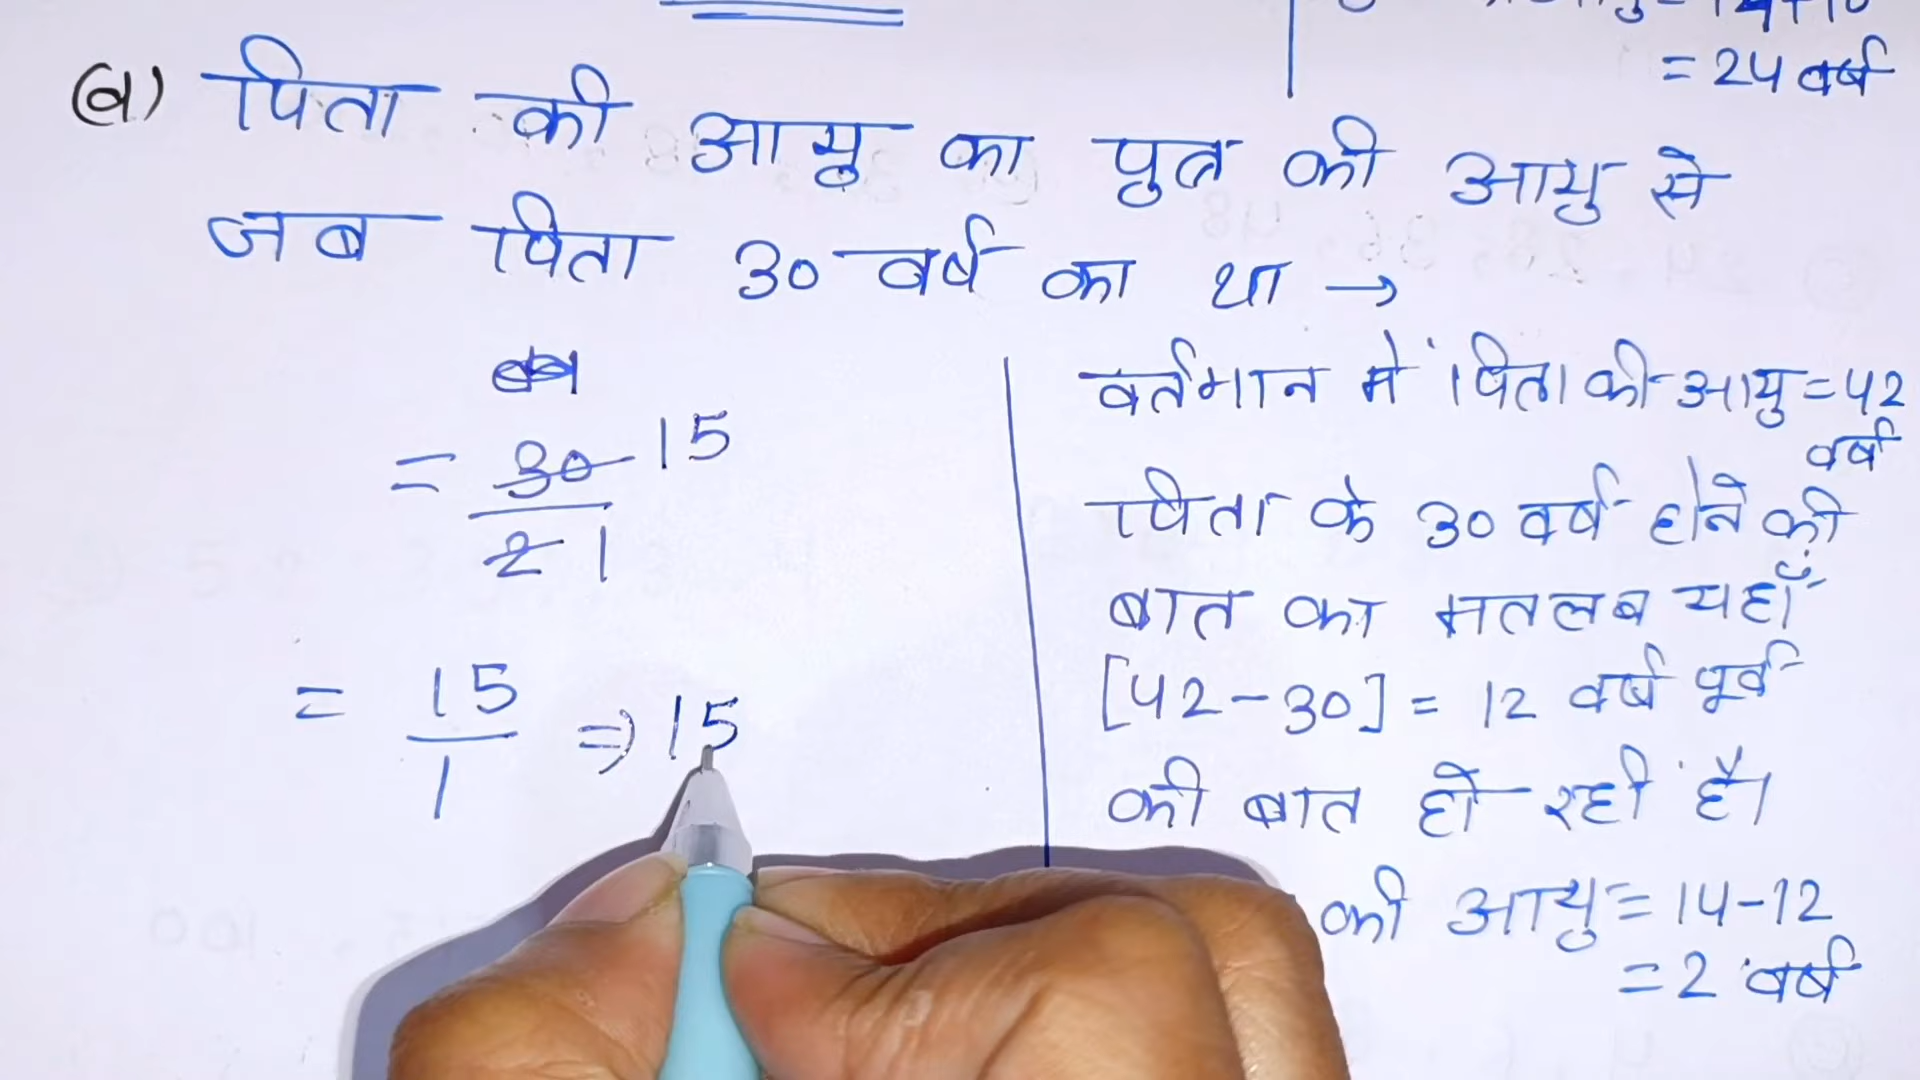 = 24 वर्ष
(ब) पिता की आयु का पुत्र की आयु से
जब पिता 30 वर्ष का था →
= 30 15
2 1
= 15
1
⇒ 15
वर्तमान में पिता की आयु = 42
वर्ष
पिता के 30 वर्ष होने की
बात का मतलब यहाँ
[42-30] = 12 वर्ष पूर्व
की बात हो रही है।
की आयु = 14-12
= 2 वर्ष